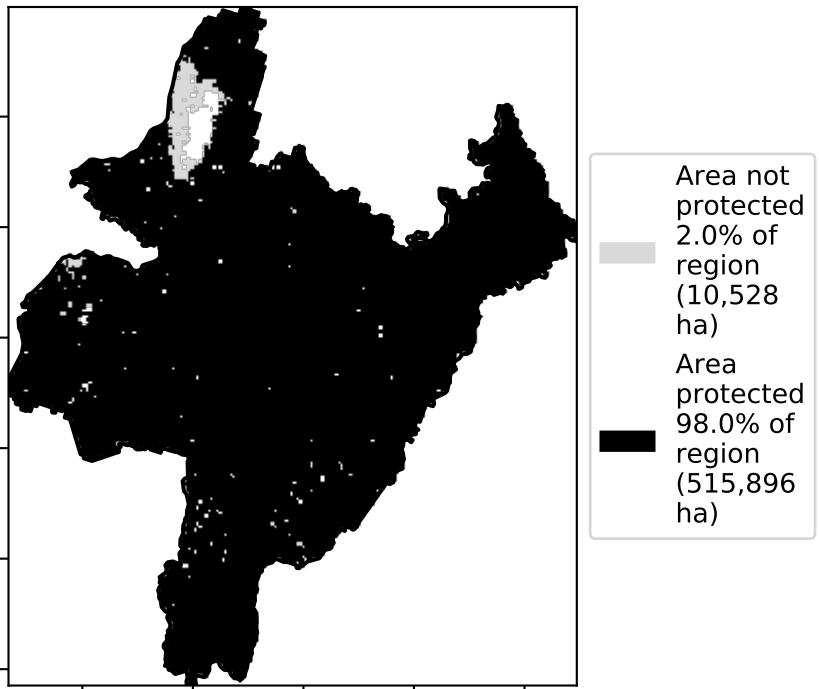 Area not
protected
2.0% of
region
(10,528
ha)
Area
protected
98.0% of
region
(515,896
ha)